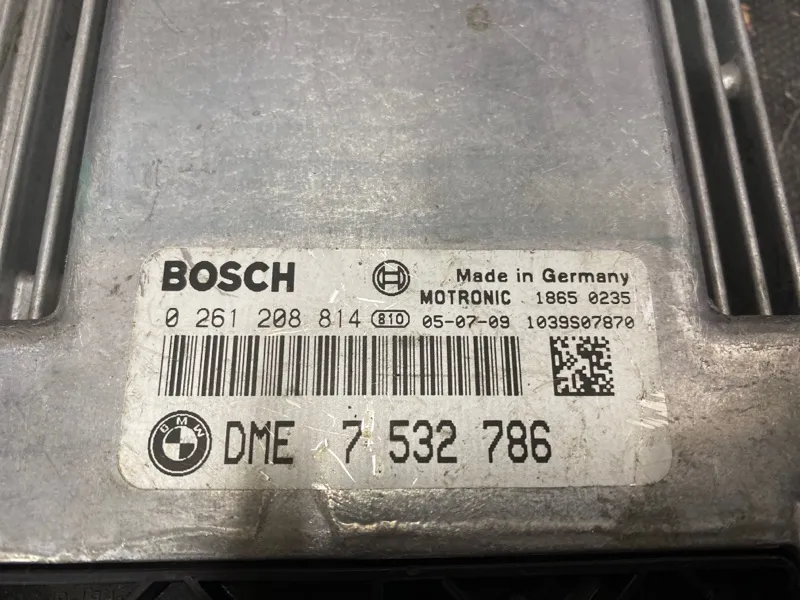 BOSCH
Made in Germany
MOTRONIC 1865 0235
0 261 208 814 810 05-07-09 1039S07870
BMW DME 7 532 786